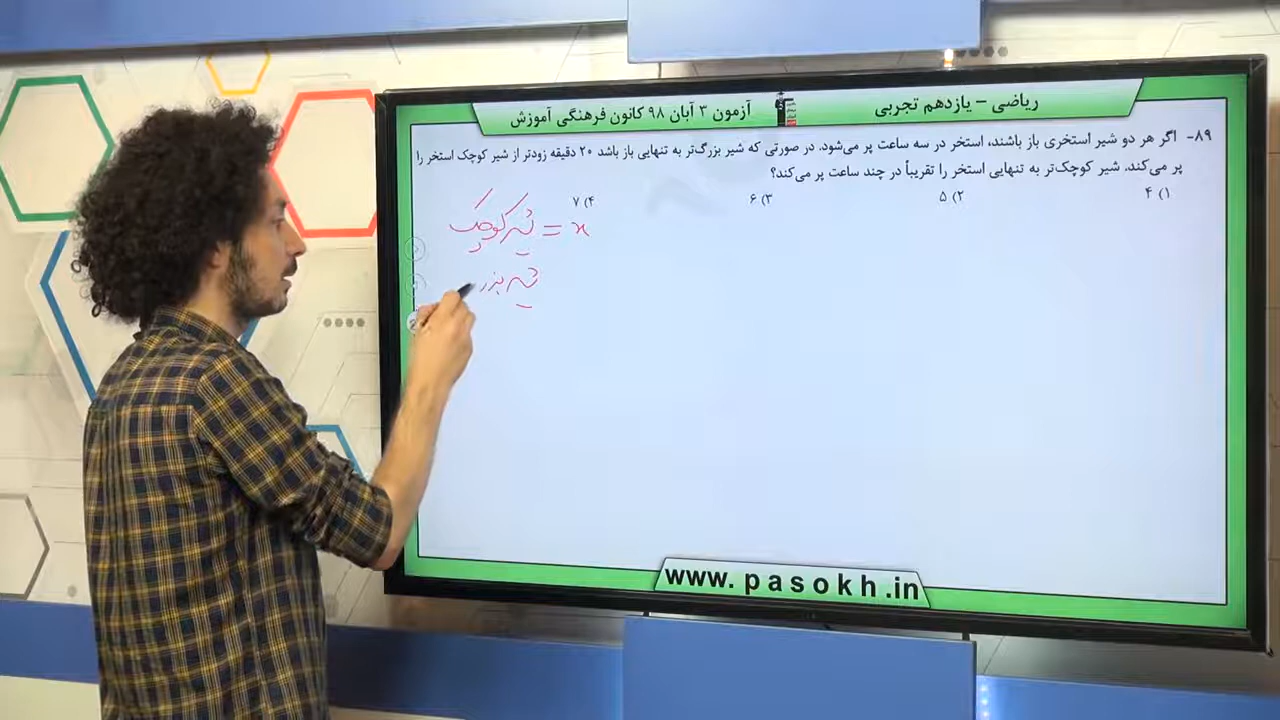 ریاضی – یازدهم تجربی
آزمون ۳ آبان ۹۸ کانون فرهنگی آموزش
۸۹- اگر هر دو شیر استخری باز باشند، استخر در سه ساعت پر می‌شود. در صورتی که شیر بزرگ‌تر به تنهایی باز باشد ۲۰ دقیقه زودتر از شیر کوچک استخر را
پر می‌کند. شیر کوچک‌تر به تنهایی استخر را تقریباً در چند ساعت پر می‌کند؟
۱) ۴
۲) ۵
۳) ۶
۴) ۷
شیر کوچک = x
شیر بزر
www. pasokh.in